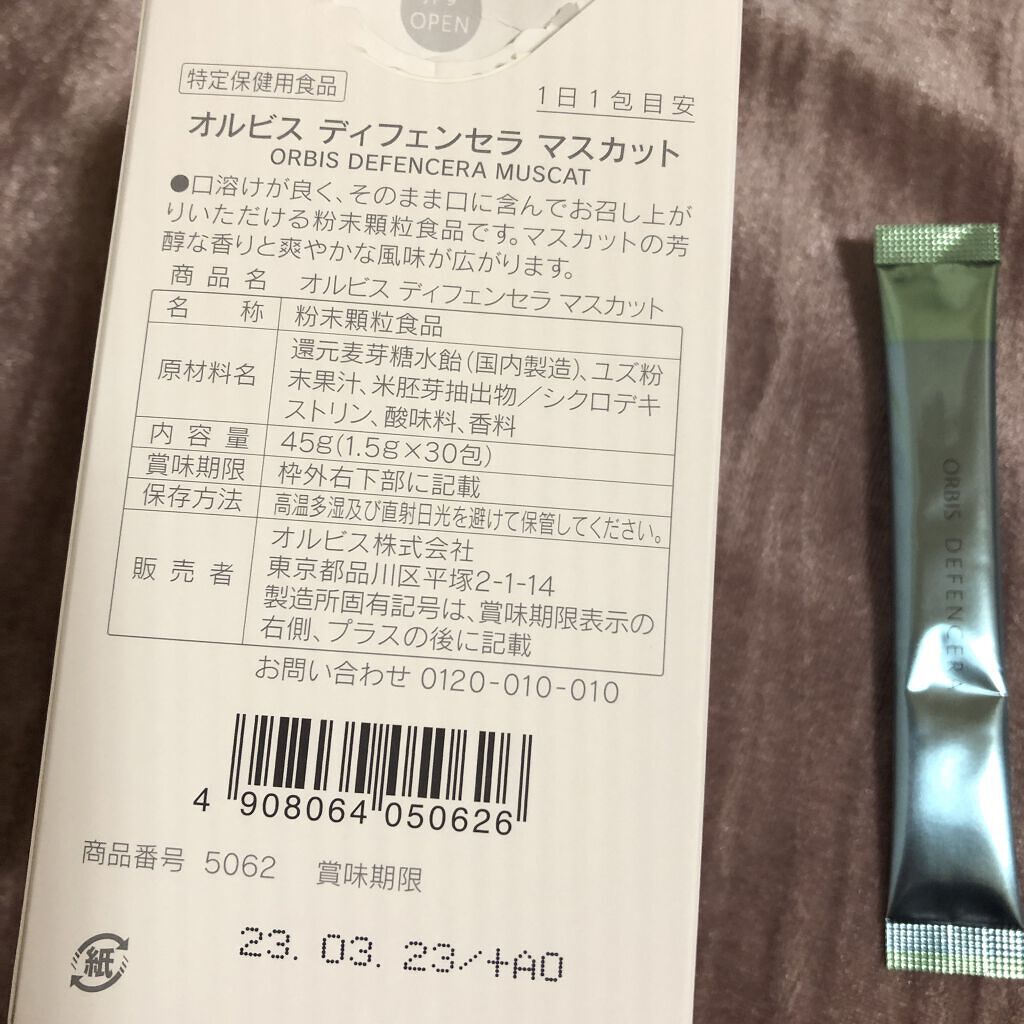 OPEN
特定保健用食品
1日1包目安
オルビス ディフェンセラ マスカット
ORBIS DEFENCERA MUSCAT
●口溶けが良く、そのまま口に含んでお召し上が
りいただける粉末顆粒食品です。マスカットの芳
醇な香りと爽やかな風味が広がります。
商品名 オルビス ディフェンセラ マスカット
名称 粉末顆粒食品
原材料名 還元麦芽糖水飴(国内製造)、ユズ粉
末果汁、米胚芽抽出物/シクロデキ
ストリン、酸味料、香料
内容量 45g(1.5g×30包)
賞味期限 枠外右下部に記載
保存方法 高温多湿及び直射日光を避けて保管してください。
販売者 オルビス株式会社
東京都品川区平塚2-1-14
製造所固有記号は、賞味期限表示の
右側、プラスの後に記載
お問い合わせ 0120-010-010
4 908064 050626
商品番号 5062 賞味期限
23.03.23/+A0
紙
ORBIS DEFENCERA